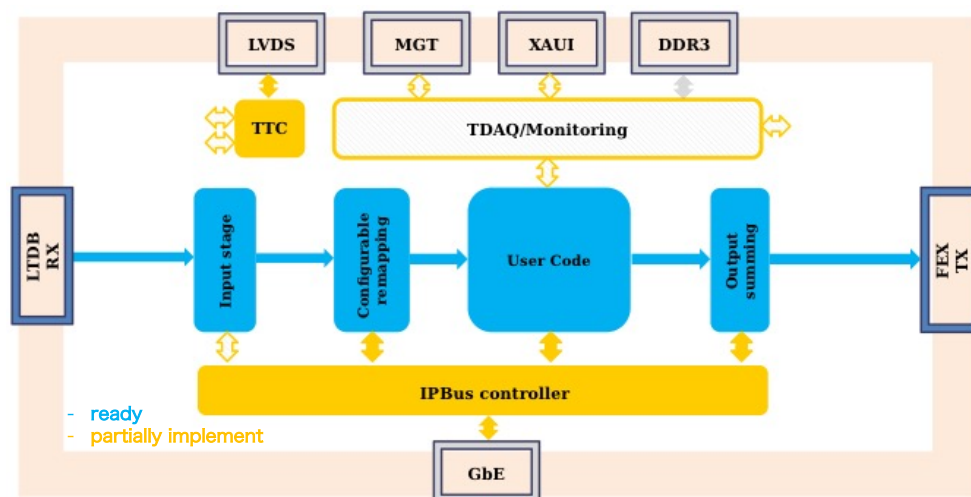 LVDS
MGT
XAUI
DDR3
TTC
TDAQ/Monitoring
LTDB
RX
Input stage
Configurable
remapping
User Code
Output
summing
FEX
TX
IPBus controller
- ready
- partially implement
GbE